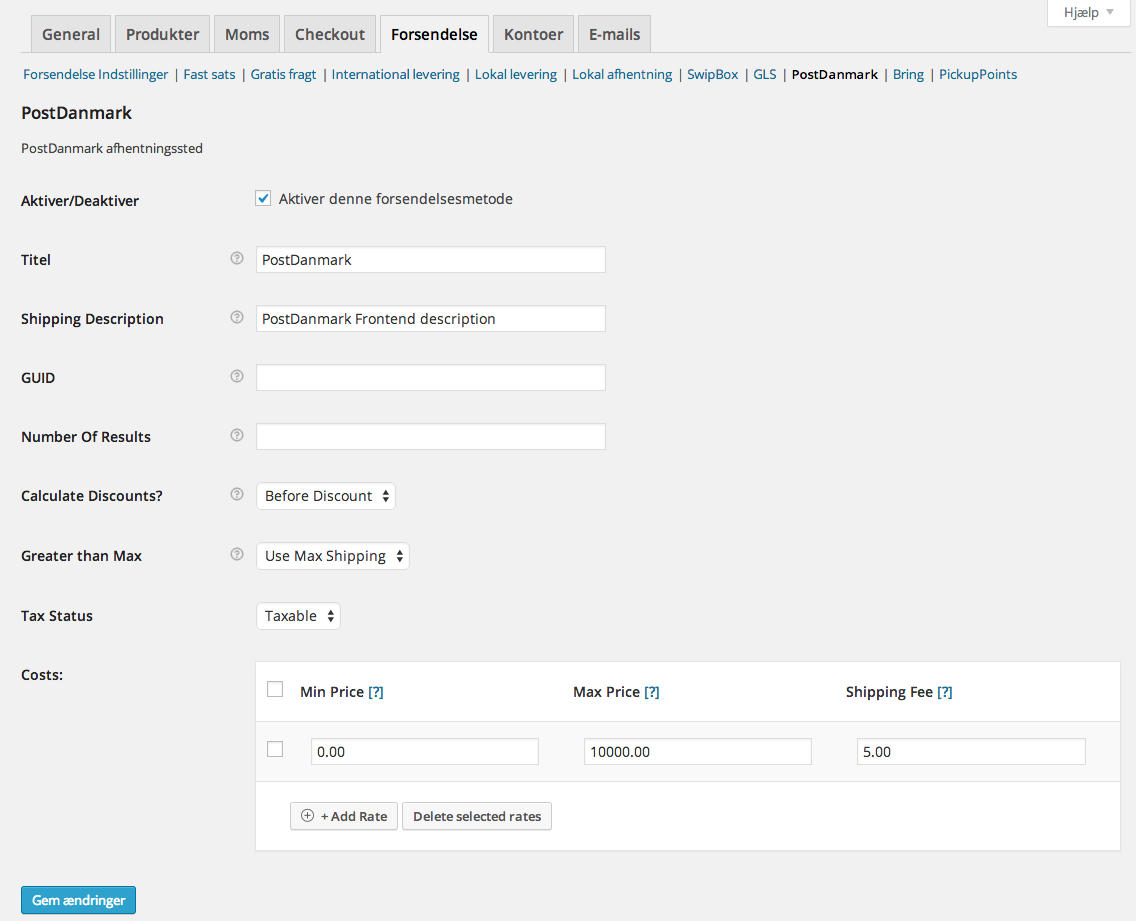 Hjælp
General Produkter Moms Checkout Forsendelse Kontoer E-mails
Forsendelse Indstillinger | Fast sats | Gratis fragt | International levering | Lokal levering | Lokal afhentning | SwipBox | GLS | PostDanmark | Bring | PickupPoints
PostDanmark
PostDanmark afhentningssted
Aktiver/Deaktiver Aktiver denne forsendelsesmetode
Titel PostDanmark
Shipping Description PostDanmark Frontend description
GUID
Number Of Results
Calculate Discounts? Before Discount
Greater than Max Use Max Shipping
Tax Status Taxable
Costs:
Min Price [?] Max Price [?] Shipping Fee [?]
0.00 10000.00 5.00
+ Add Rate Delete selected rates
Gem ændringer